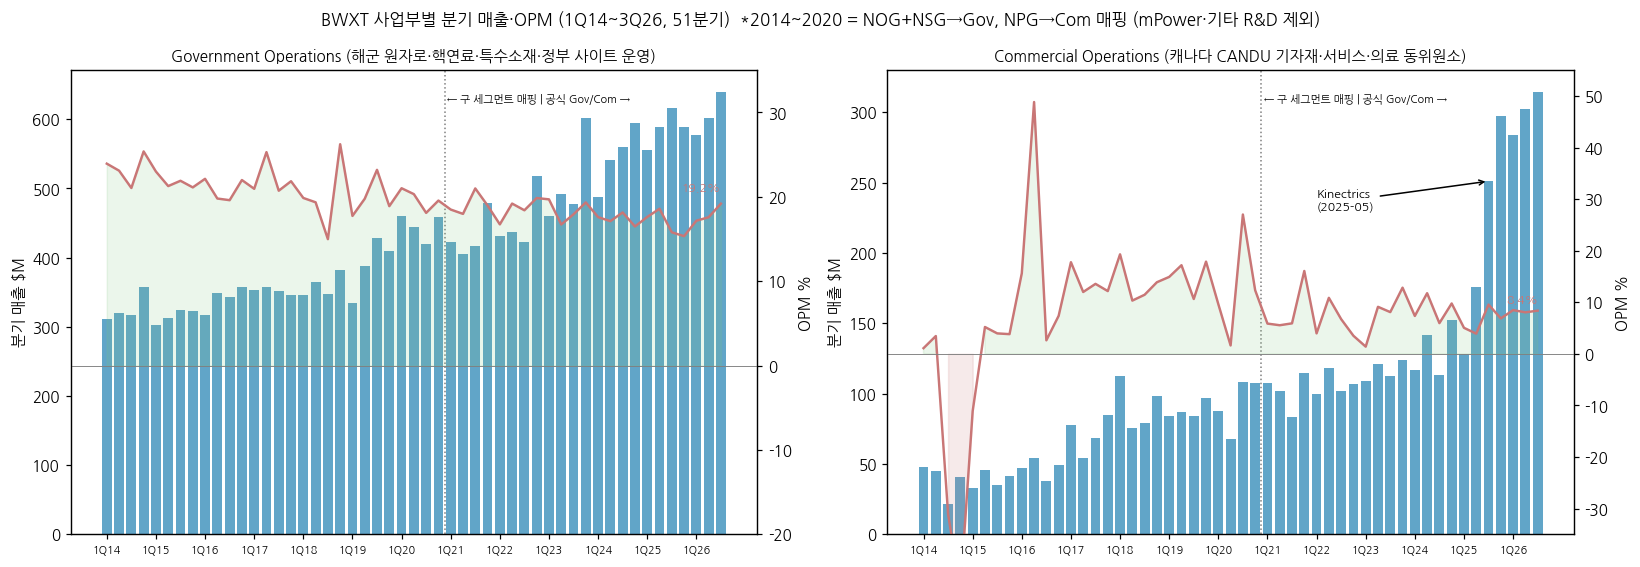 BWXT 사업부별 분기 매출·OPM (1Q14~3Q26, 51분기)  *2014~2020 = NOG+NSG→Gov, NPG→Com 매핑 (mPower·기타 R&D 제외)
Government Operations (해군 원자로·핵연료·특수소재·정부 사이트 운영)
← 구 세그먼트 매핑 | 공식 Gov/Com →
분기 매출 $M
600
500
400
300
200
100
0
30
20
10
0
-10
-20
OPM %
1Q14 1Q15 1Q16 1Q17 1Q18 1Q19 1Q20 1Q21 1Q22 1Q23 1Q24 1Q25 1Q26
Commercial Operations (캐나다 CANDU 기자재·서비스·의료 동위원소)
← 구 세그먼트 매핑 | 공식 Gov/Com →
Kinectrics
(2025-05)
분기 매출 $M
300
250
200
150
100
50
0
50
40
30
20
10
0
-10
-20
-30
OPM %
1Q14 1Q15 1Q16 1Q17 1Q18 1Q19 1Q20 1Q21 1Q22 1Q23 1Q24 1Q25 1Q26